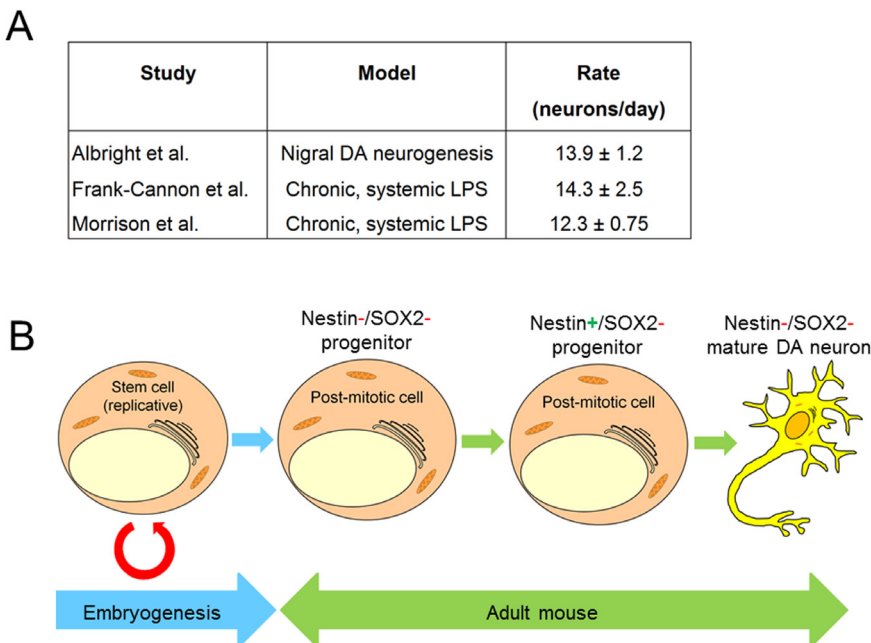 A
Study Model Rate
(neurons/day)
Albright et al. Nigral DA neurogenesis 13.9 ± 1.2
Frank-Cannon et al. Chronic, systemic LPS 14.3 ± 2.5
Morrison et al. Chronic, systemic LPS 12.3 ± 0.75
B
Nestin-/SOX2-
progenitor
Nestin+/SOX2-
progenitor
Nestin-/SOX2-
mature DA neuron
Stem cell
(replicative)
Post-mitotic cell
Post-mitotic cell
Embryogenesis
Adult mouse